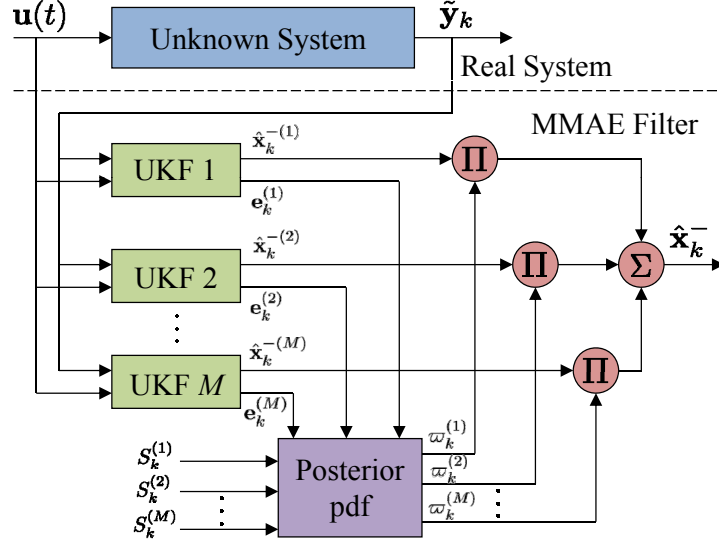 u(t)
Unknown System
ỹ_k
Real System
MMAE Filter
UKF 1
x̂_k^{-(1)}
e_k^{(1)}
Π
UKF 2
x̂_k^{-(2)}
e_k^{(2)}
Π
Σ
x̂_k^-
UKF M
x̂_k^{-(M)}
e_k^{(M)}
Π
S_k^{(1)}
S_k^{(2)}
S_k^{(M)}
Posterior
pdf
ϖ_k^{(1)}
ϖ_k^{(2)}
ϖ_k^{(M)}